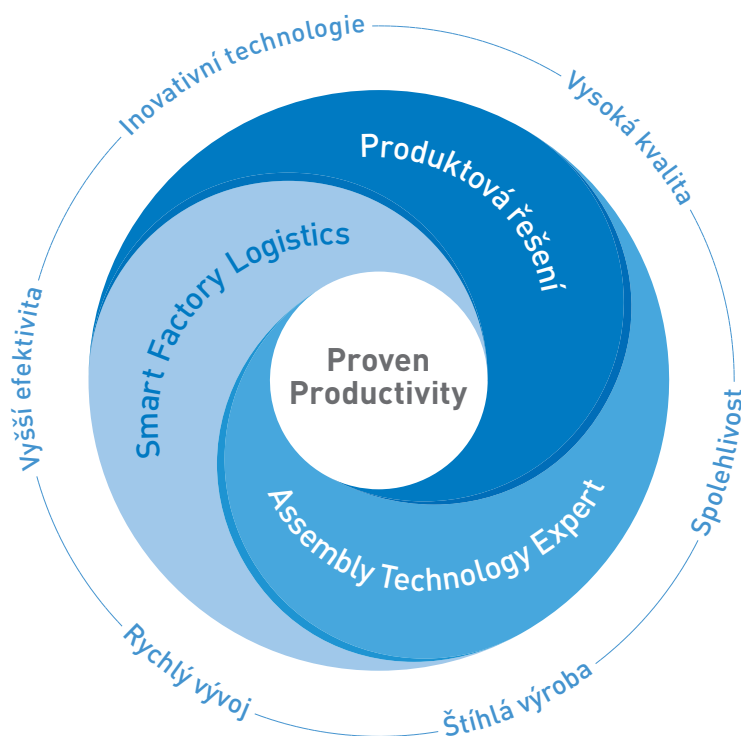 Inovativní technologie
Vysoká kvalita
Spolehlivost
Štíhlá výroba
Rychlý vývoj
Vyšší efektivita
Produktová řešení
Smart Factory Logistics
Assembly Technology Expert
Proven
Productivity